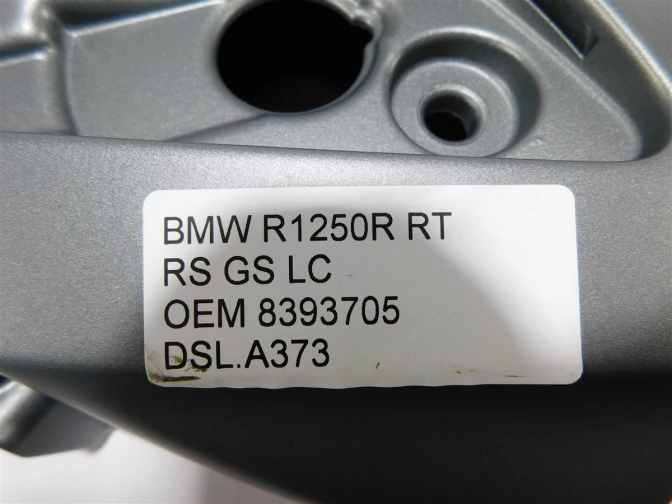 BMW R1250R RT
RS GS LC
OEM 8393705
DSL.A373